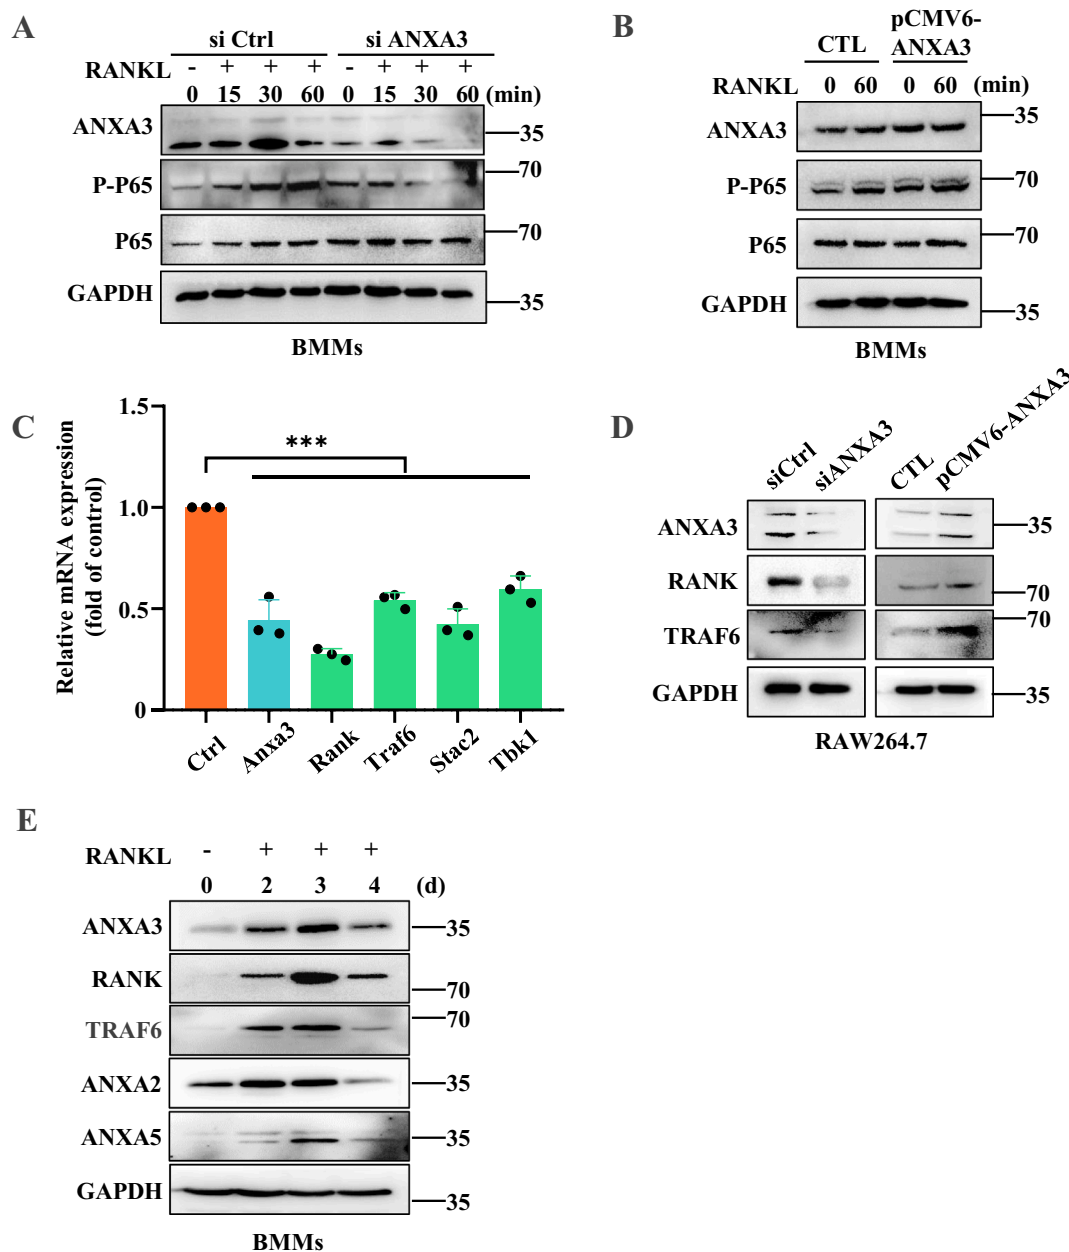 A
si Ctrl si ANXA3
RANKL - + + + - + + +
0 15 30 60 0 15 30 60 (min)
ANXA3
35
P-P65
70
P65
70
GAPDH
35
BMMs
B
CTL pCMV6-
ANXA3
RANKL 0 60 0 60 (min)
ANXA3
35
P-P65
70
P65
70
GAPDH
35
BMMs
C
Relative mRNA expression
(fold of control)
1.5
1.0
0.5
0
***
Ctrl Anxa3 Rank Traf6 Stac2 Tbk1
D
siCtrl siANXA3 CTL pCMV6-ANXA3
ANXA3
35
RANK
70
TRAF6
70
GAPDH
35
RAW264.7
E
RANKL - + + +
0 2 3 4 (d)
ANXA3
35
RANK
70
TRAF6
70
ANXA2
35
ANXA5
35
GAPDH
35
BMMs